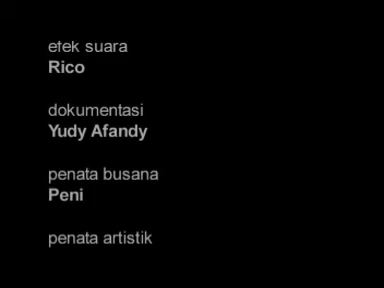 efek suara
Rico
dokumentasi
Yudy Afandy
penata busana
Peni
penata artistik